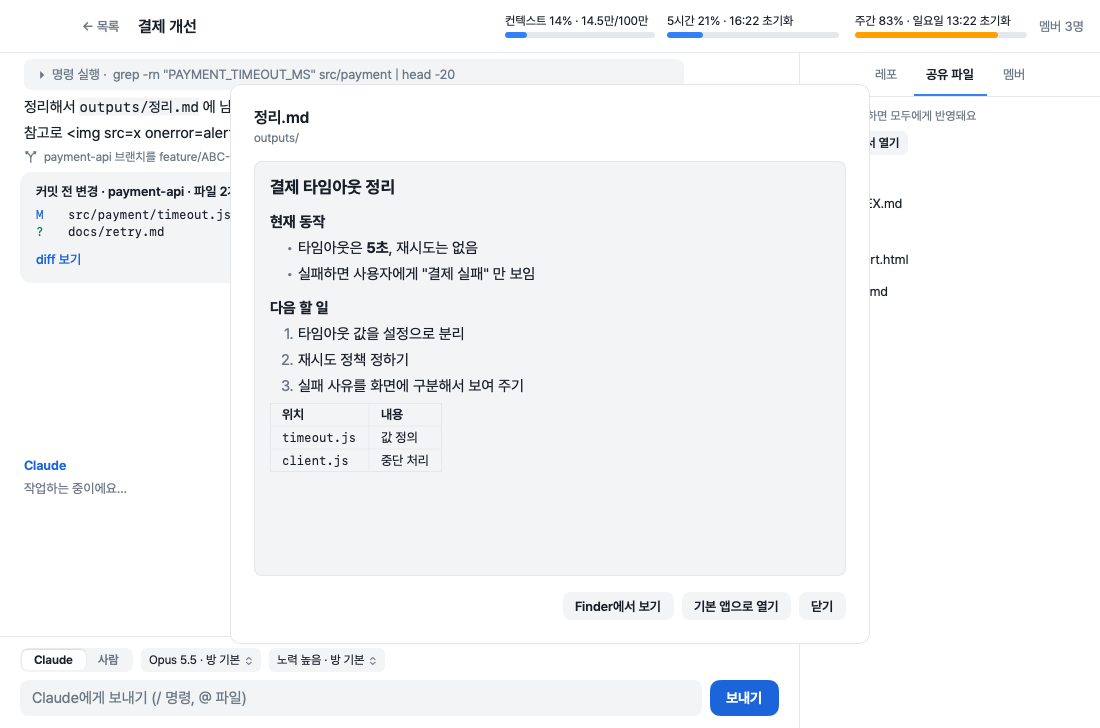 ← 목록 결제 개선
컨텍스트 14% · 14.5만/100만
5시간 21% · 16:22 초기화
주간 83% · 일요일 13:22 초기화
멤버 3명
명령 실행 · grep -rn "PAYMENT_TIMEOUT_MS" src/payment | head -20
정리해서 outputs/정리.md 에 남
참고로 <img src=x onerror=aler
payment-api 브랜치를 feature/ABC-
커밋 전 변경 · payment-api · 파일 2
M src/payment/timeout.js
? docs/retry.md
diff 보기
Claude
작업하는 중이에요...
정리.md
outputs/
결제 타임아웃 정리
현재 동작
• 타임아웃은 5초, 재시도는 없음
• 실패하면 사용자에게 "결제 실패" 만 보임
다음 할 일
1. 타임아웃 값을 설정으로 분리
2. 재시도 정책 정하기
3. 실패 사유를 화면에 구분해서 보여 주기
위치 내용
timeout.js 값 정의
client.js 중단 처리
Finder에서 보기 기본 앱으로 열기 닫기
레포 공유 파일 멤버
하면 모두에게 반영돼요
서 열기
EX.md
rt.html
md
Claude 사람 Opus 5.5 · 방 기본 노력 높음 · 방 기본
Claude에게 보내기 (/ 명령, @ 파일) 보내기